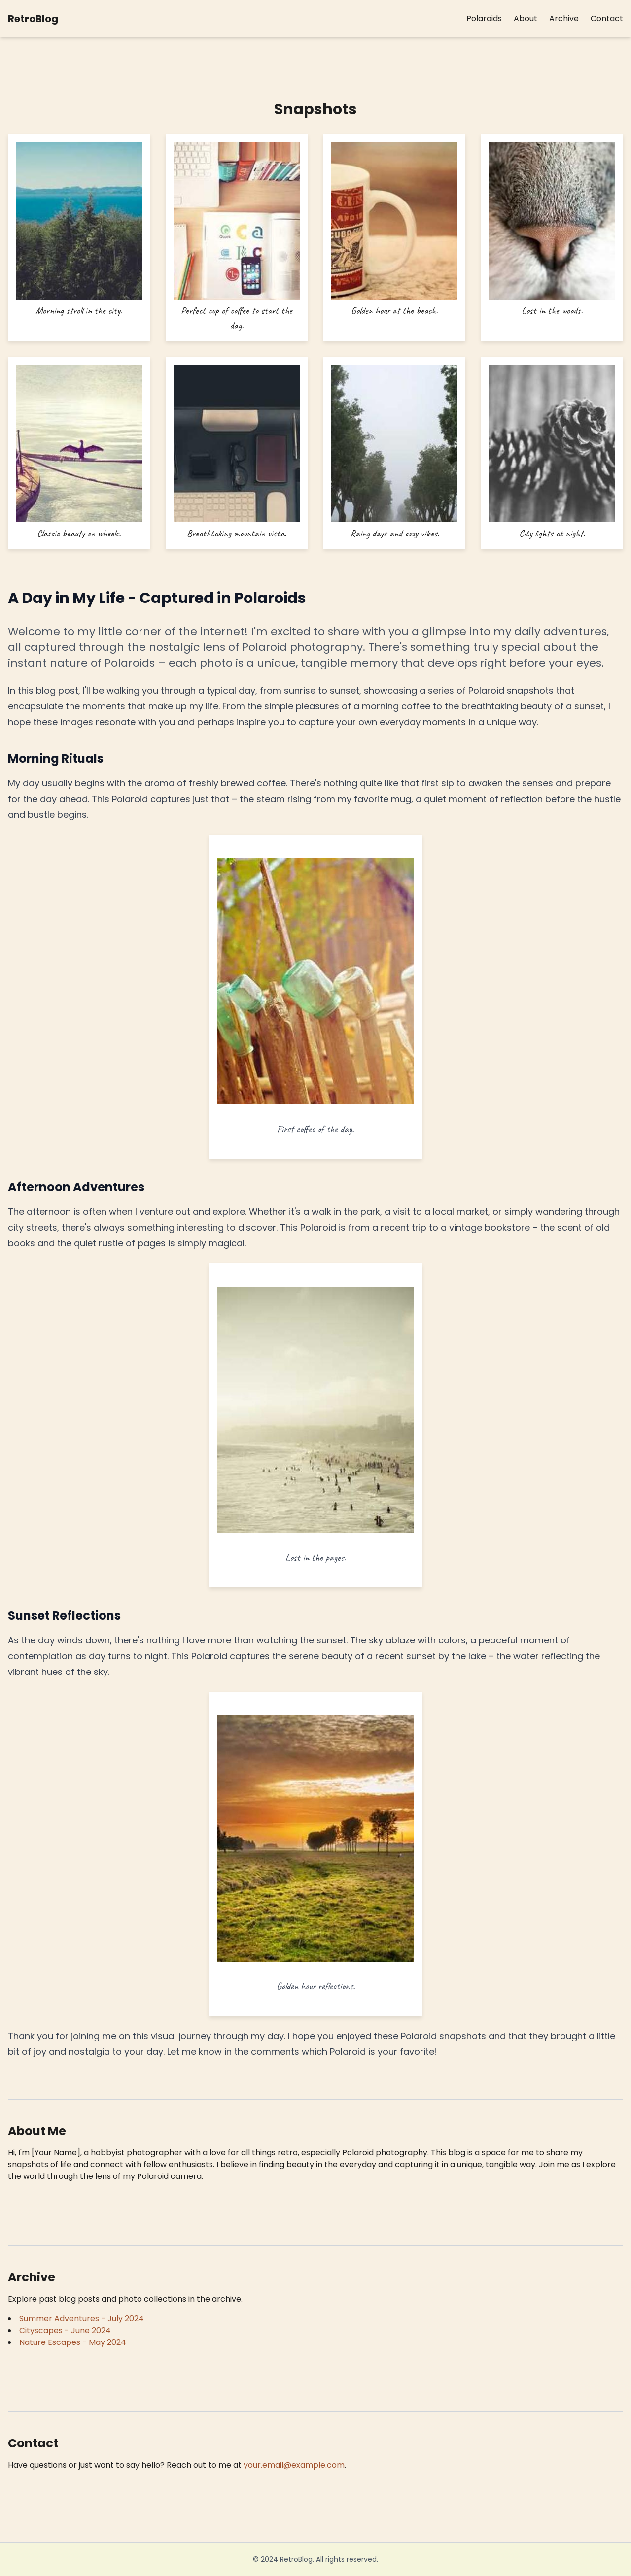 RetroBlog
Polaroids About Archive Contact
Snapshots
Morning stroll in the city.
Perfect cup of coffee to start the
day.
Golden hour at the beach.
Lost in the woods.
Classic beauty on wheels.
Breathtaking mountain vista.
Rainy days and cozy vibes.
City lights at night.
A Day in My Life - Captured in Polaroids
Welcome to my little corner of the internet! I'm excited to share with you a glimpse into my daily adventures,
all captured through the nostalgic lens of Polaroid photography. There's something truly special about the
instant nature of Polaroids – each photo is a unique, tangible memory that develops right before your eyes.
In this blog post, I'll be walking you through a typical day, from sunrise to sunset, showcasing a series of Polaroid snapshots that
encapsulate the moments that make up my life. From the simple pleasures of a morning coffee to the breathtaking beauty of a sunset, I
hope these images resonate with you and perhaps inspire you to capture your own everyday moments in a unique way.
Morning Rituals
My day usually begins with the aroma of freshly brewed coffee. There's nothing quite like that first sip to awaken the senses and prepare
for the day ahead. This Polaroid captures just that – the steam rising from my favorite mug, a quiet moment of reflection before the hustle
and bustle begins.
First coffee of the day.
Afternoon Adventures
The afternoon is often when I venture out and explore. Whether it's a walk in the park, a visit to a local market, or simply wandering through
city streets, there's always something interesting to discover. This Polaroid is from a recent trip to a vintage bookstore – the scent of old
books and the quiet rustle of pages is simply magical.
Lost in the pages.
Sunset Reflections
As the day winds down, there's nothing I love more than watching the sunset. The sky ablaze with colors, a peaceful moment of
contemplation as day turns to night. This Polaroid captures the serene beauty of a recent sunset by the lake – the water reflecting the
vibrant hues of the sky.
Golden hour reflections.
Thank you for joining me on this visual journey through my day. I hope you enjoyed these Polaroid snapshots and that they brought a little
bit of joy and nostalgia to your day. Let me know in the comments which Polaroid is your favorite!
About Me
Hi, I'm [Your Name], a hobbyist photographer with a love for all things retro, especially Polaroid photography. This blog is a space for me to share my
snapshots of life and connect with fellow enthusiasts. I believe in finding beauty in the everyday and capturing it in a unique, tangible way. Join me as I explore
the world through the lens of my Polaroid camera.
Archive
Explore past blog posts and photo collections in the archive.
Summer Adventures - July 2024
Cityscapes - June 2024
Nature Escapes - May 2024
Contact
Have questions or just want to say hello? Reach out to me at your.email@example.com.
© 2024 RetroBlog. All rights reserved.